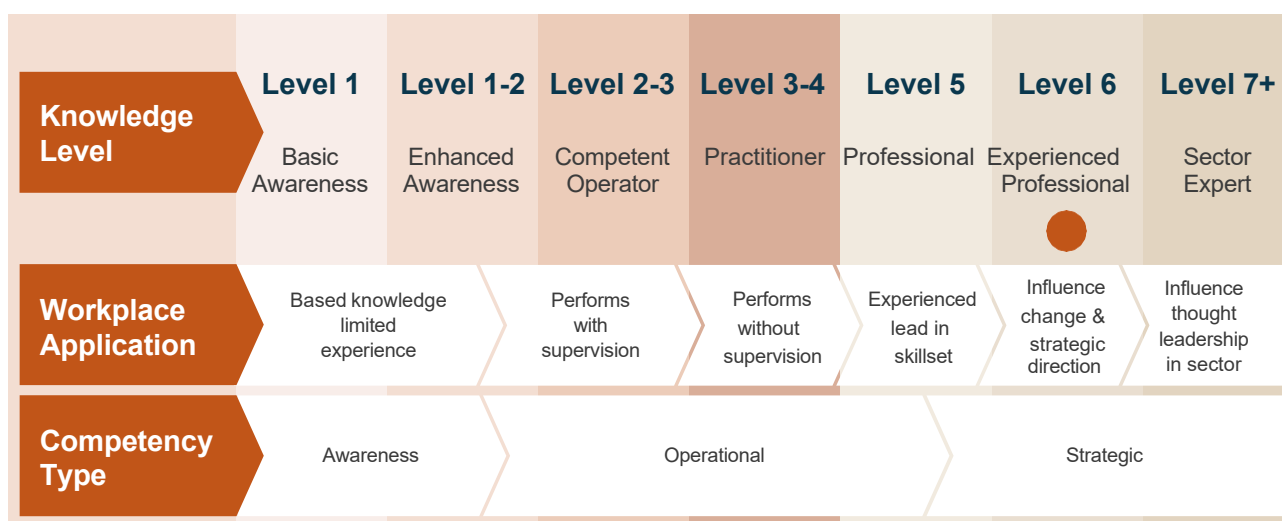 Knowledge
Level
Level 1
Level 1-2
Level 2-3
Level 3-4
Level 5
Level 6
Level 7+
Basic
Awareness
Enhanced
Awareness
Competent
Operator
Practitioner
Professional
Experienced
Professional
Sector
Expert
Workplace
Application
Based knowledge
limited
experience
Performs
with
supervision
Performs
without
supervision
Experienced
lead in
skillset
Influence
change &
strategic
direction
Influence
thought
leadership
in sector
Competency
Type
Awareness
Operational
Strategic